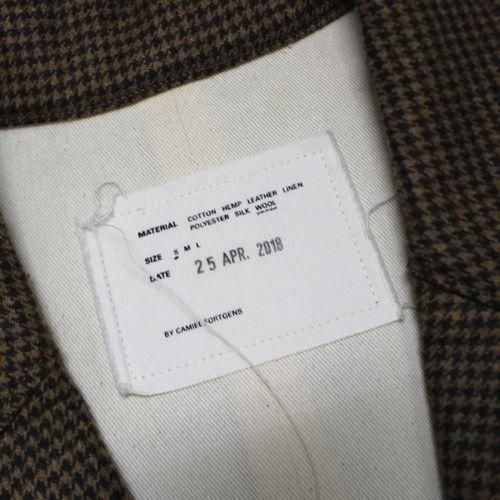 MATERIAL COTTON HEMP LEATHER LINEN
POLYESTER SILK WOOL
SIZE S M L
DATE 25 APR. 2018
BY CAMIEL FORTGENS